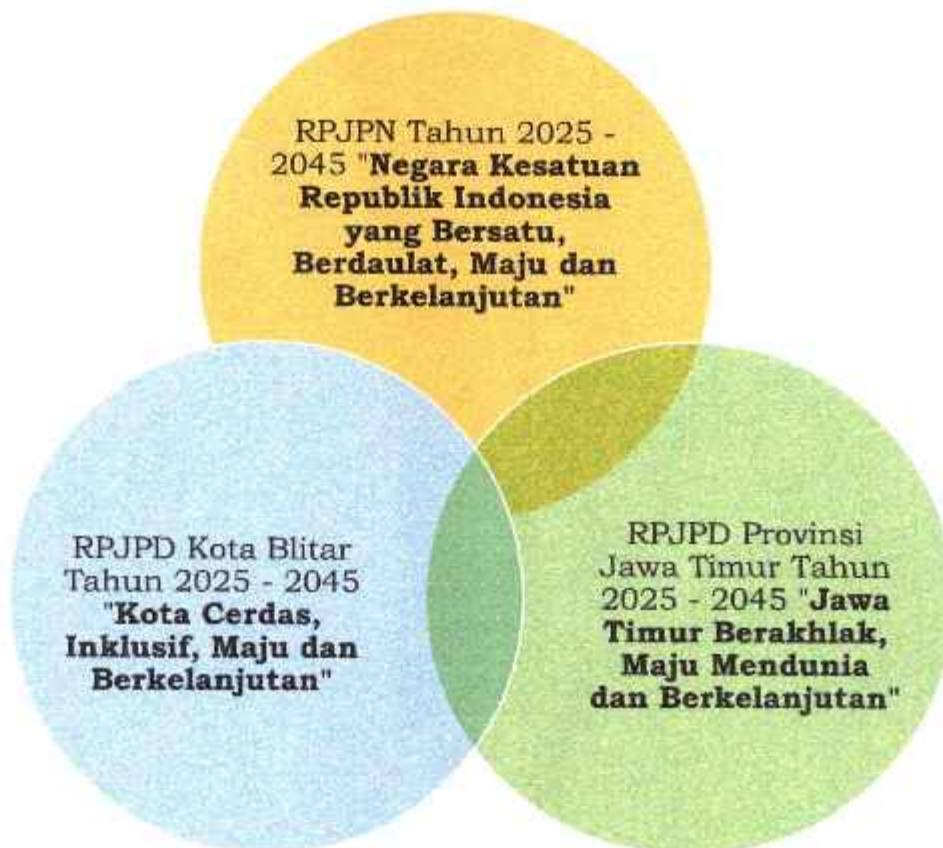 RPJPN Tahun 2025 -
2045 "Negara Kesatuan
Republik Indonesia
yang Bersatu,
Berdaulat, Maju dan
Berkelanjutan"
RPJPD Kota Blitar
Tahun 2025 - 2045
"Kota Cerdas,
Inklusif, Maju dan
Berkelanjutan"
RPJPD Provinsi
Jawa Timur Tahun
2025 - 2045 "Jawa
Timur Berakhlak,
Maju Mendunia
dan Berkelanjutan"